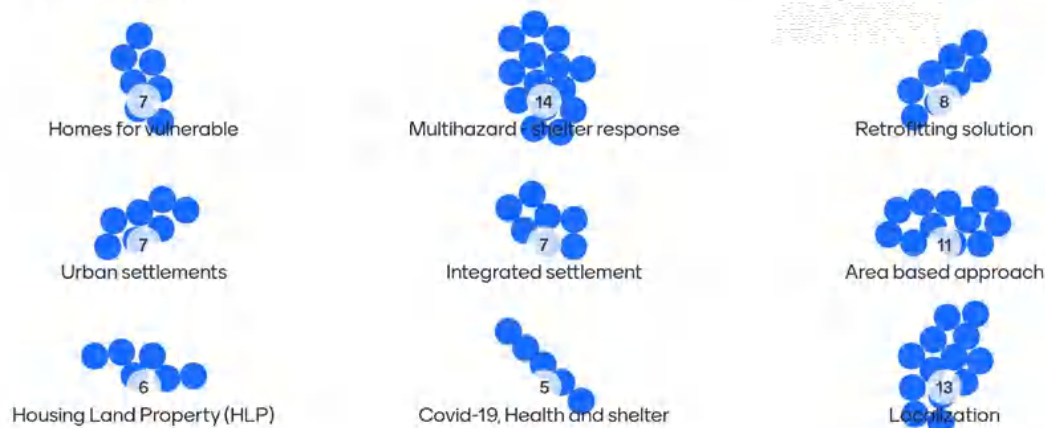 7
Homes for vulnerable
14
Multihazard - shelter response
8
Retrofitting solution
7
Urban settlements
7
Integrated settlement
11
Area based approach
6
Housing Land Property (HLP)
5
Covid-19, Health and shelter
13
Localization